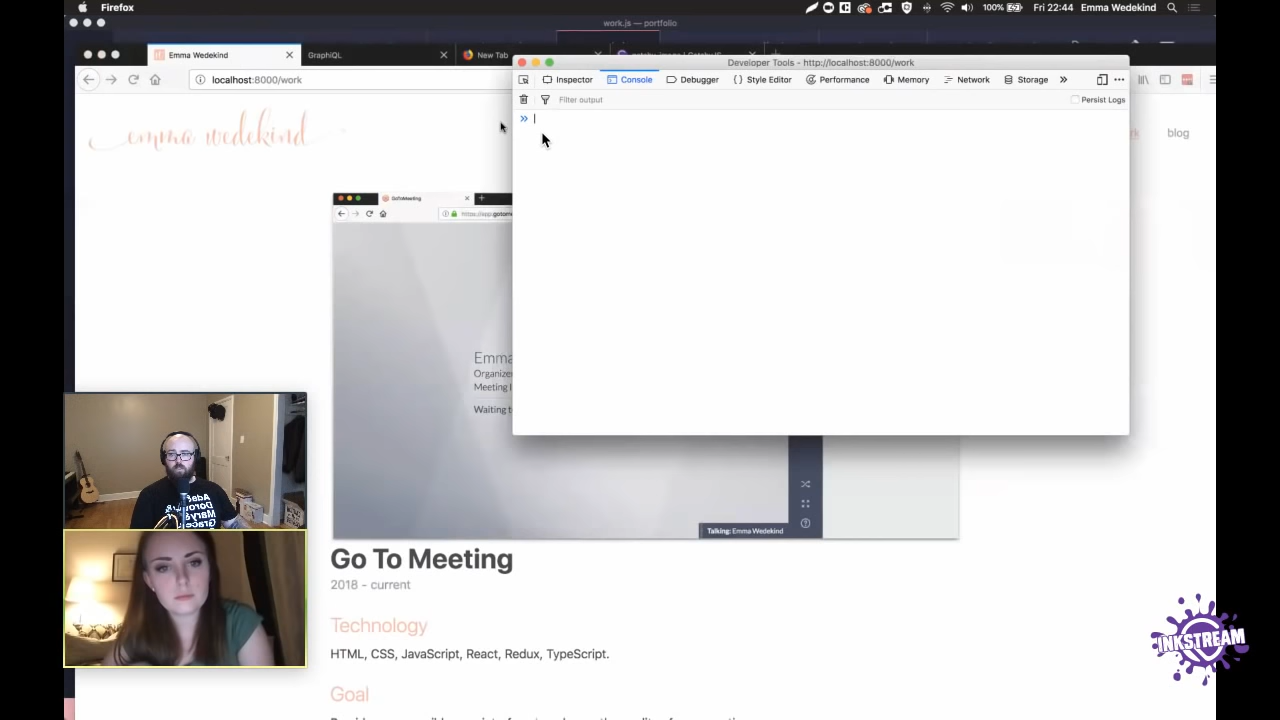 Firefox
100%
Fri 22:44
Emma Wedekind
work.js — portfolio
Emma Wedekind
GraphiQL
New Tab
localhost:8000/work
Developer Tools - http://localhost:8000/work
Inspector
Console
Debugger
{ } Style Editor
Performance
Memory
Network
Storage
Filter output
Persist Logs
emma wedekind
blog
GoToMeeting
Emma
Meeting
Waiting
Talking: Emma Wedekind
Go To Meeting
2018 - current
Technology
HTML, CSS, JavaScript, React, Redux, TypeScript.
Goal
INKSTREAM